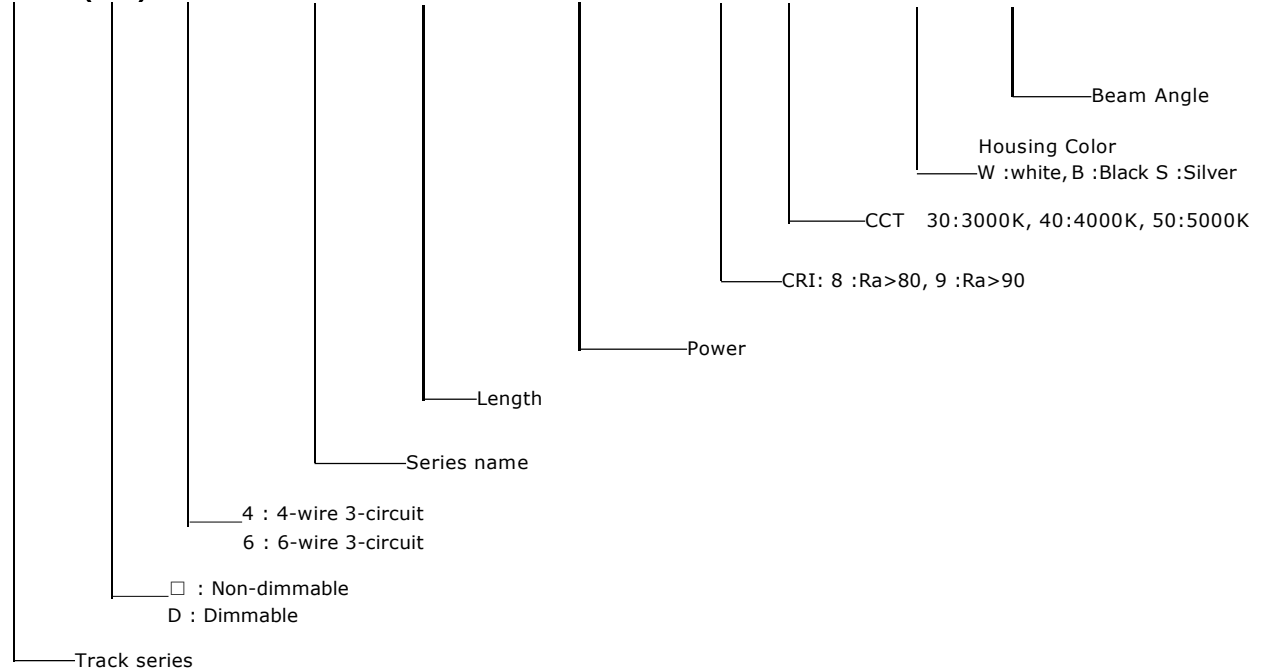 Beam Angle
Housing Color
W :white, B :Black S :Silver
CCT 30:3000K, 40:4000K, 50:5000K
CRI: 8 :Ra>80, 9 :Ra>90
Power
Length
Series name
4 : 4-wire 3-circuit
6 : 6-wire 3-circuit
□ : Non-dimmable
D : Dimmable
Track series